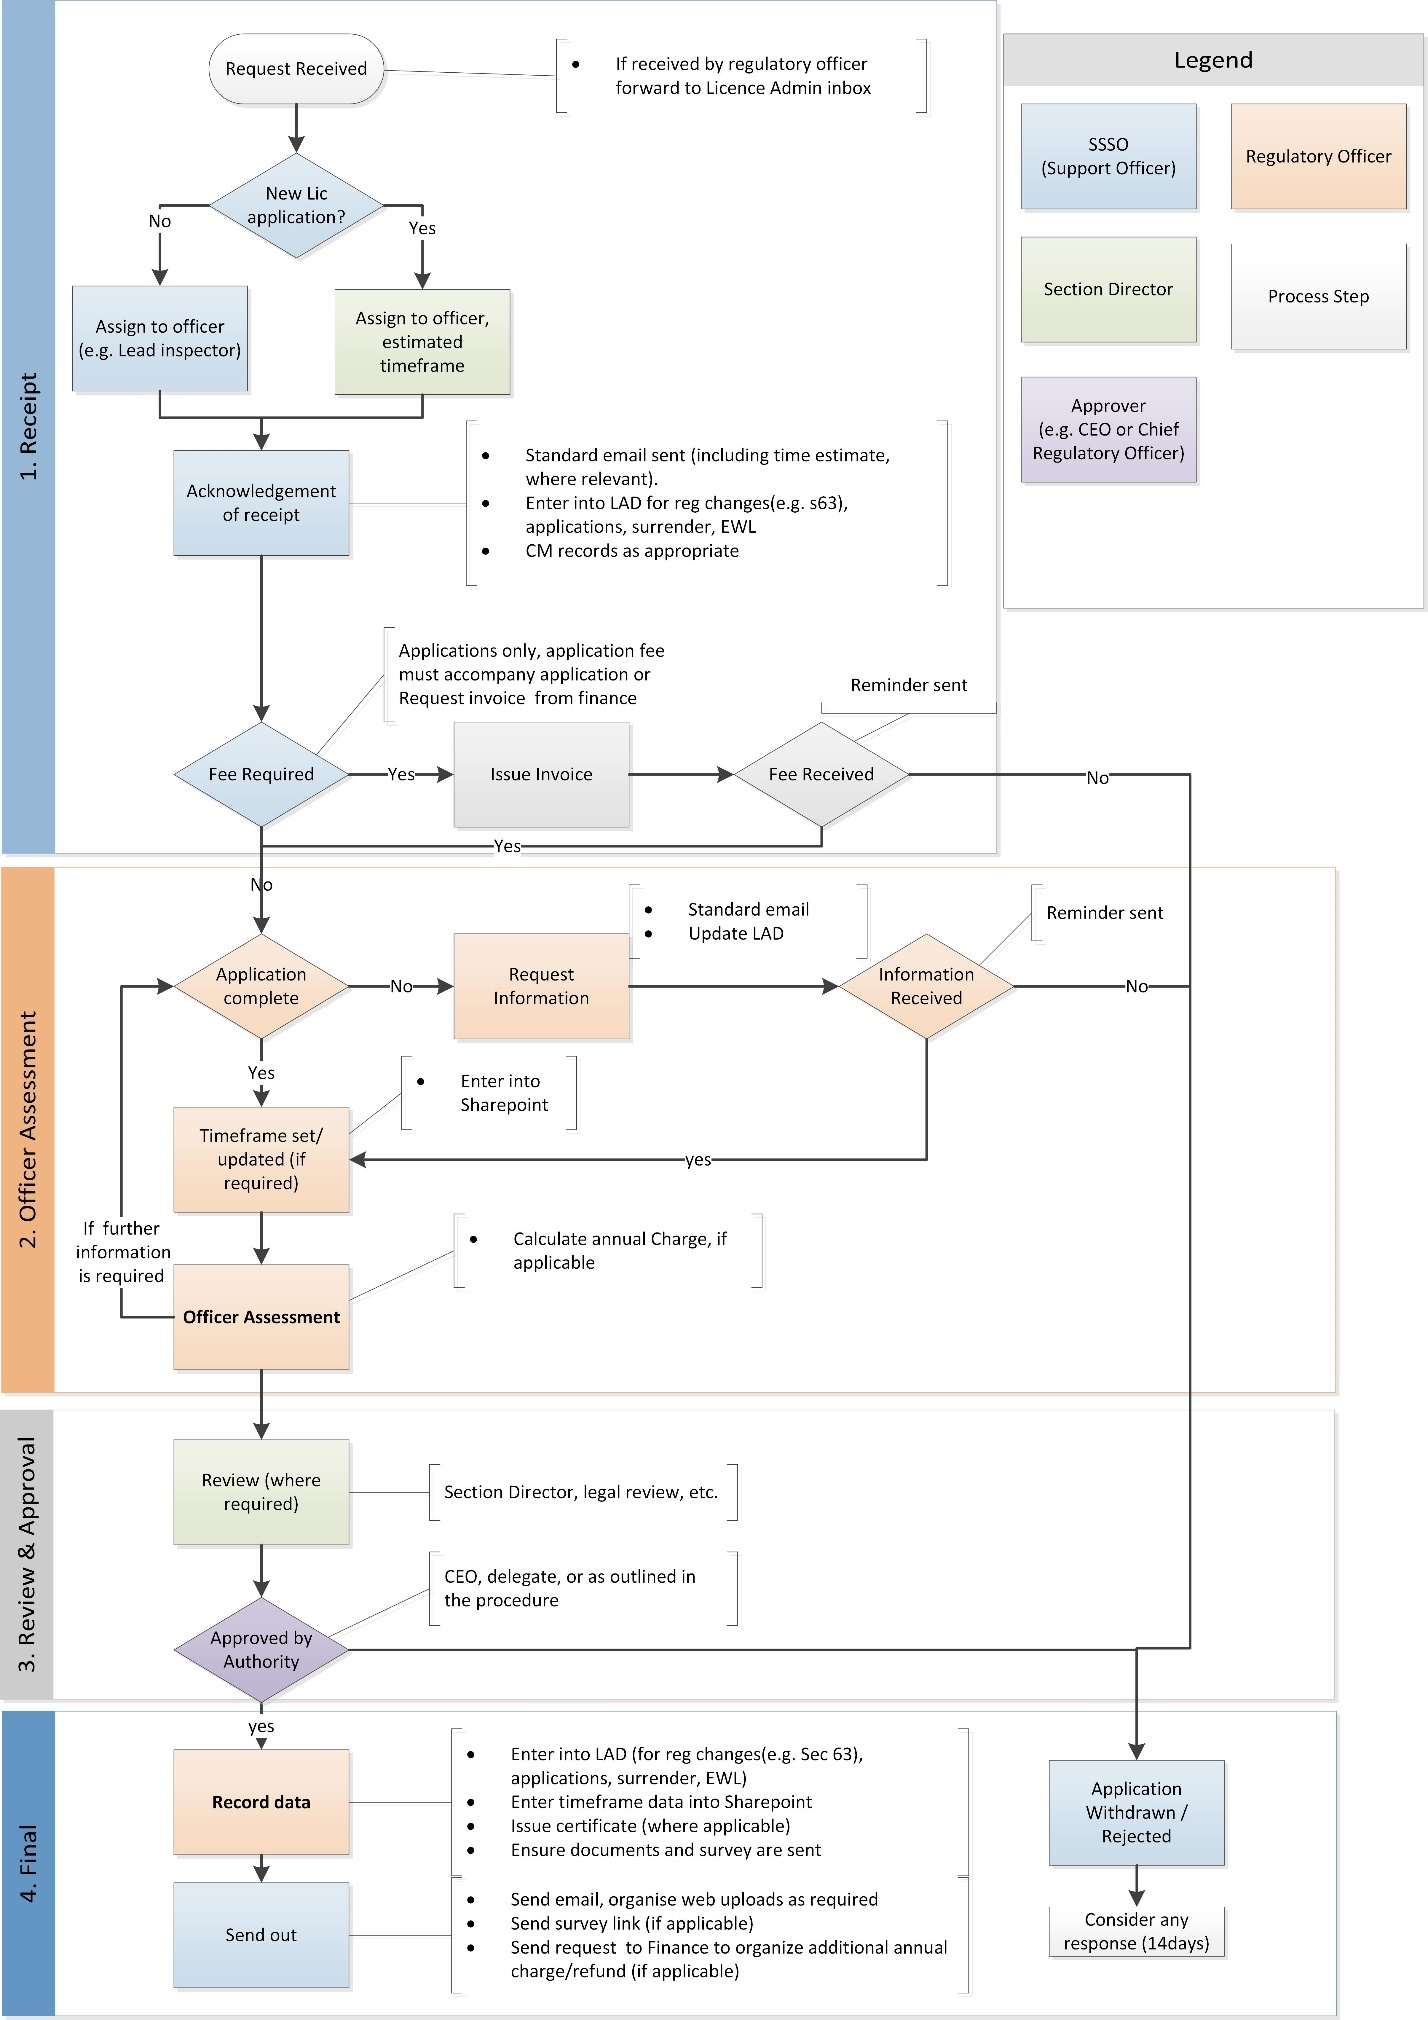 Request Received
• If received by regulatory officer
forward to Licence Admin inbox
Legend
SSSO
(Support Officer)
Regulatory Officer
Section Director
Process Step
Approver
(e.g. CEO or Chief
Regulatory Officer)
1. Receipt
New Lic
application?
No
Yes
Assign to officer
(e.g. Lead inspector)
Assign to officer,
estimated
timeframe
Acknowledgement
of receipt
• Standard email sent (including time estimate,
where relevant).
• Enter into LAD for reg changes(e.g. s63),
applications, surrender, EWL
• CM records as appropriate
Applications only, application fee
must accompany application or
Request invoice from finance
Reminder sent
Fee Required
Yes
Issue Invoice
Fee Received
No
Yes
No
2. Officer Assessment
Application
complete
No
Request
Information
• Standard email
• Update LAD
Information
Received
Reminder sent
No
Yes
• Enter into
Sharepoint
Timeframe set/
updated (if
required)
yes
If further
information
is required
• Calculate annual Charge, if
applicable
Officer Assessment
3. Review & Approval
Review (where
required)
Section Director, legal review, etc.
CEO, delegate, or as outlined in
the procedure
Approved by
Authority
yes
4. Final
Record data
• Enter into LAD (for reg changes(e.g. Sec 63),
applications, surrender, EWL)
• Enter timeframe data into Sharepoint
• Issue certificate (where applicable)
• Ensure documents and survey are sent
Send out
• Send email, organise web uploads as required
• Send survey link (if applicable)
• Send request to Finance to organize additional annual
charge/refund (if applicable)
Application
Withdrawn /
Rejected
Consider any
response (14days)